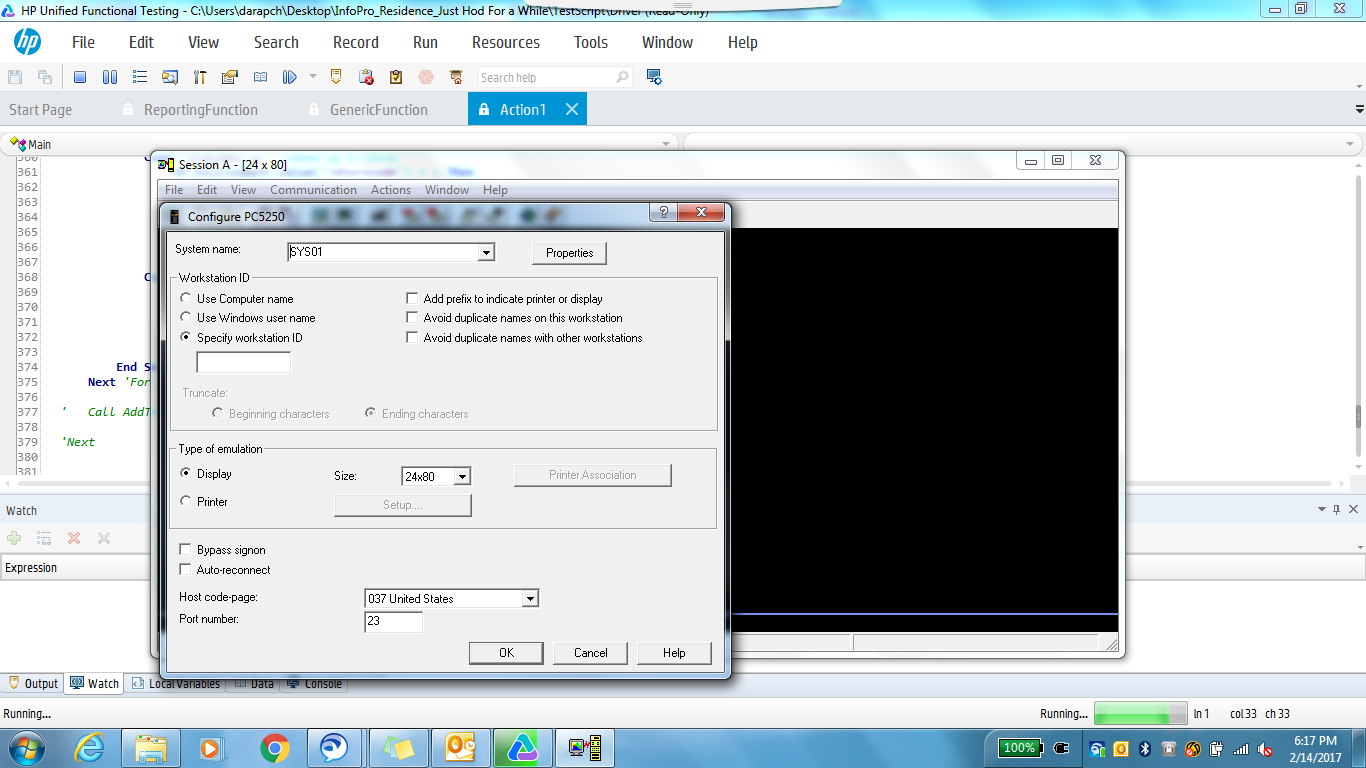 HP Unified Functional Testing - C:\Users\darapch\Desktop\InfoPro_Residence_Just Hod For a While\TestScript\Driver (Read-Only)
hp File Edit View Search Record Run Resources Tools Window Help
Search help
Start Page ReportingFunction GenericFunction Action1
Main
360
361 Then
362
363
364
365
366
367
368
369
370
371
372
373
374 End S
375 Next 'For
376
377 ' Call AddT
378
379 'Next
380
381
Session A - [24 x 80]
File Edit View Communication Actions Window Help
Configure PC5250
System name: SYS01 Properties
Workstation ID
Use Computer name Add prefix to indicate printer or display
Use Windows user name Avoid duplicate names on this workstation
Specify workstation ID Avoid duplicate names with other workstations
Truncate:
Beginning characters Ending characters
Type of emulation
Display Size: 24x80 Printer Association
Printer Setup....
Bypass signon
Auto-reconnect
Host code-page: 037 United States
Port number: 23
OK Cancel Help
Watch
Expression
Output Watch Local Variables Data Console
Running... Running... ln 1 col 33 ch 33
100% 6:17 PM
2/14/2017